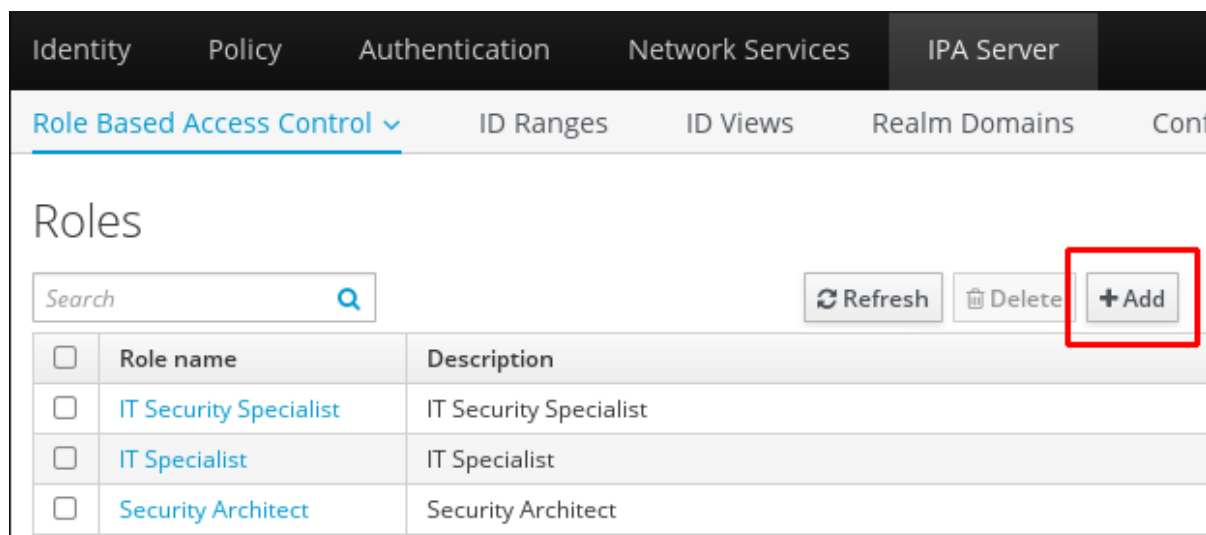 Identity Policy Authentication Network Services IPA Server
Role Based Access Control ID Ranges ID Views Realm Domains Conf
Roles
Search Refresh Delete Add
Role name Description
IT Security Specialist IT Security Specialist
IT Specialist IT Specialist
Security Architect Security Architect